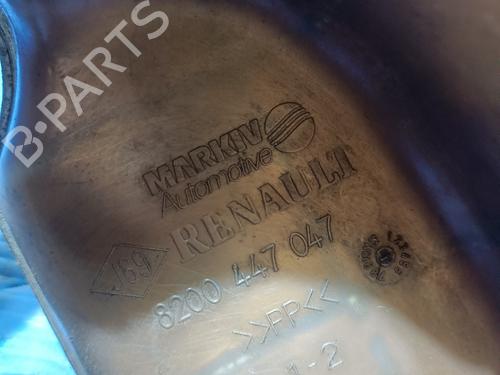 B-PARTS
MARK IV
Automotive
RENAULT
J69
8200 447 047
>>PP<<
1-2